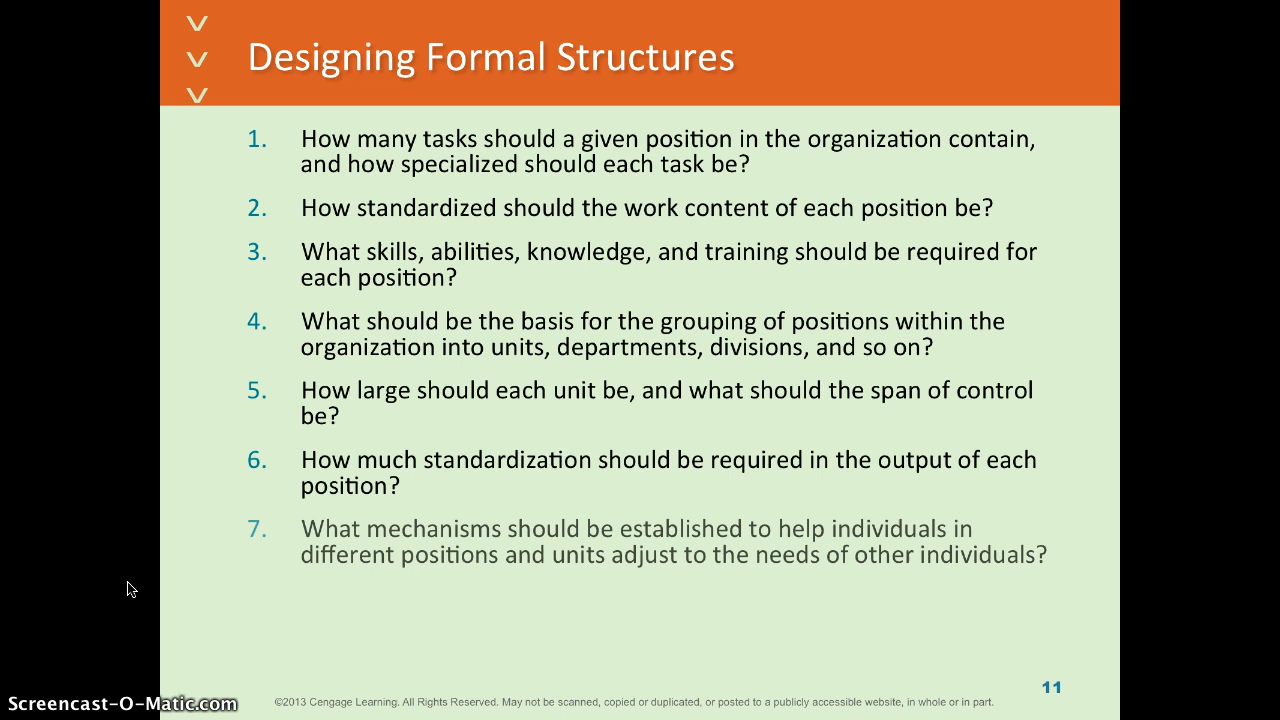 Designing Formal Structures
1. How many tasks should a given position in the organization contain,
and how specialized should each task be?
2. How standardized should the work content of each position be?
3. What skills, abilities, knowledge, and training should be required for
each position?
4. What should be the basis for the grouping of positions within the
organization into units, departments, divisions, and so on?
5. How large should each unit be, and what should the span of control
be?
6. How much standardization should be required in the output of each
position?
7. What mechanisms should be established to help individuals in
different positions and units adjust to the needs of other individuals?
11
©2013 Cengage Learning. All Rights Reserved. May not be scanned, copied or duplicated, or posted to a publicly accessible website, in whole or in part.
Screencast-O-Matic.com